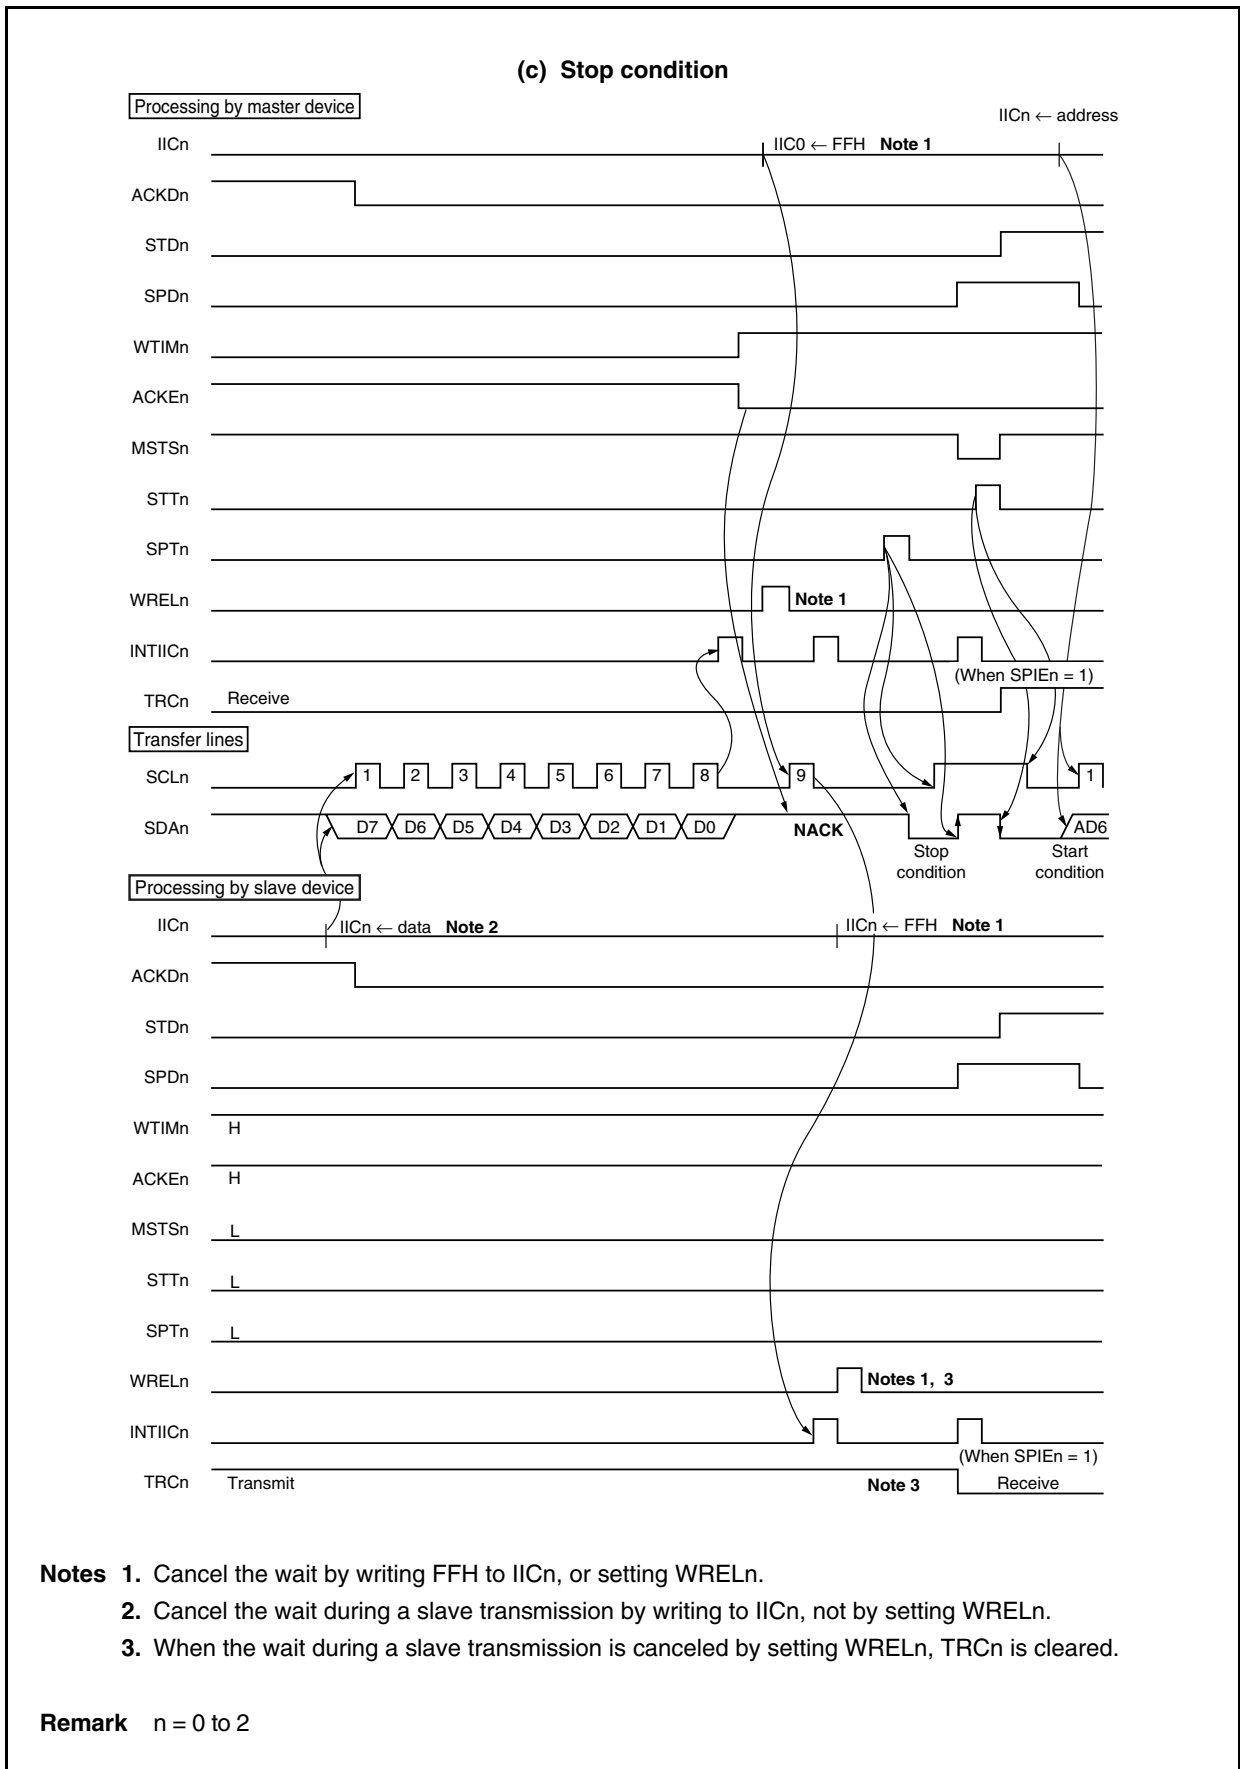 (c) Stop condition
Processing by master device
IICn ← address
IICn
IIC0 ← FFH Note 1
ACKDn
STDn
SPDn
WTIMn
ACKEn
MSTSn
STTn
SPTn
WRELn
Note 1
INTIICn
(When SPIEn = 1)
TRCn Receive
Transfer lines
SCLn 1 2 3 4 5 6 7 8 9 1
SDAn D7 D6 D5 D4 D3 D2 D1 D0 NACK AD6
Stop condition
Start condition
Processing by slave device
IICn IICn ← data Note 2 IICn ← FFH Note 1
ACKDn
STDn
SPDn
WTIMn H
ACKEn H
MSTSn L
STTn L
SPTn L
WRELn Notes 1, 3
INTIICn
(When SPIEn = 1)
TRCn Transmit Note 3 Receive
Notes 1. Cancel the wait by writing FFH to IICn, or setting WRELn.
2. Cancel the wait during a slave transmission by writing to IICn, not by setting WRELn.
3. When the wait during a slave transmission is canceled by setting WRELn, TRCn is cleared.
Remark n = 0 to 2